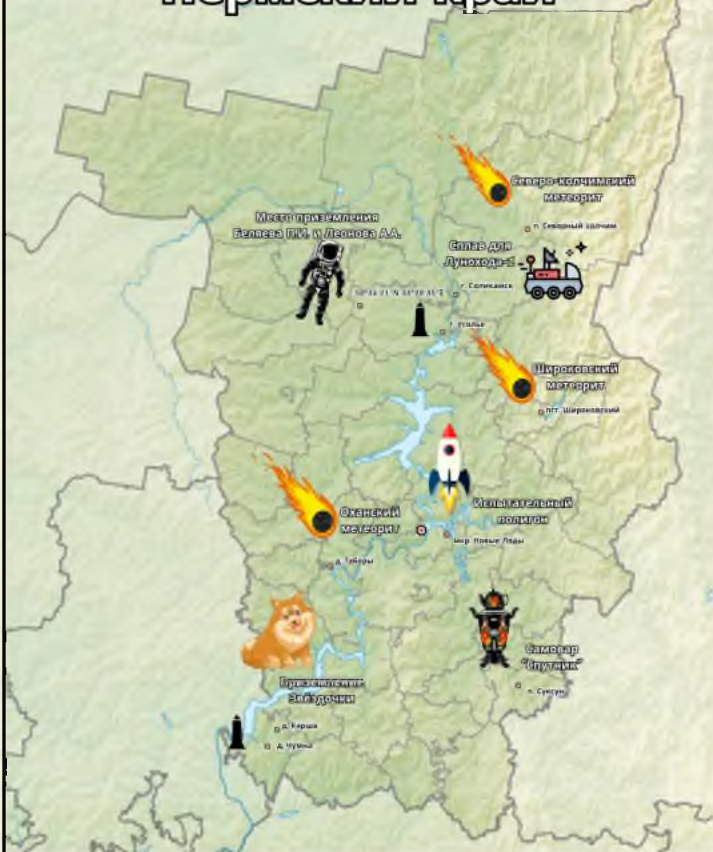 Пермский край
Северо-колчимский
метеорит
п. Северный колчим
Место приземления
Беляева П.И. и Леонова А.А.
Сплав для
Лунохода-1
г. Соликамск
г. Усолье
Широковский
метеорит
пгт. Широковский
Испытательный
полигон
мкр. Новые Ляды
Оханский
метеорит
д. Таборы
Самовар
"Спутник"
п. Суксун
Приземление
Звёздочки
д. Карша
д. Чумна